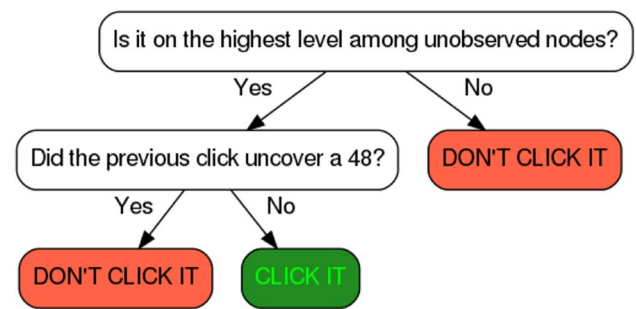 Is it on the highest level among unobserved nodes?
Yes
No
Did the previous click uncover a 48?
DON'T CLICK IT
Yes
No
DON'T CLICK IT
CLICK IT